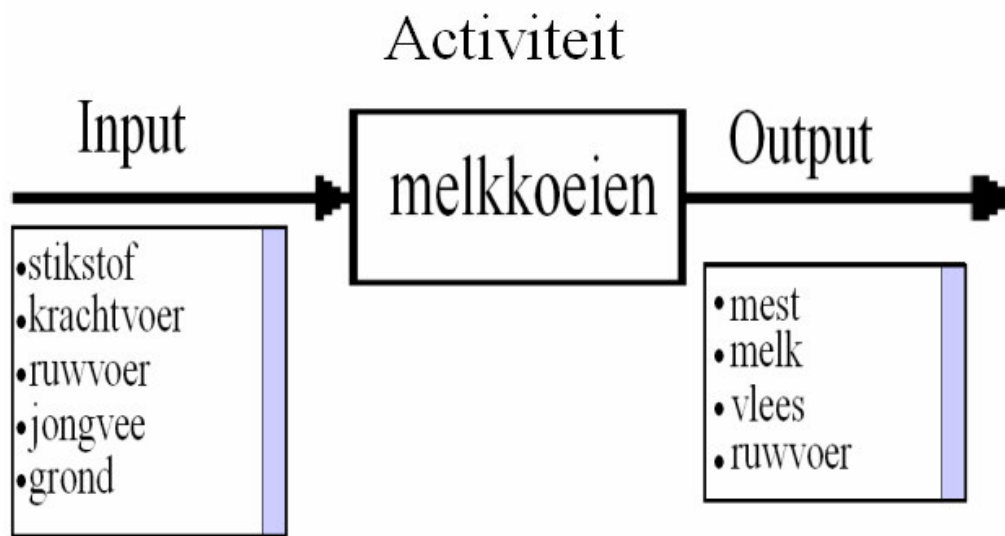 Activiteit
Input
melkkoeien
Output
•stikstof
•krachtvoer
•ruwvoer
•jongvee
•grond
• mest
• melk
• vlees
• ruwvoer